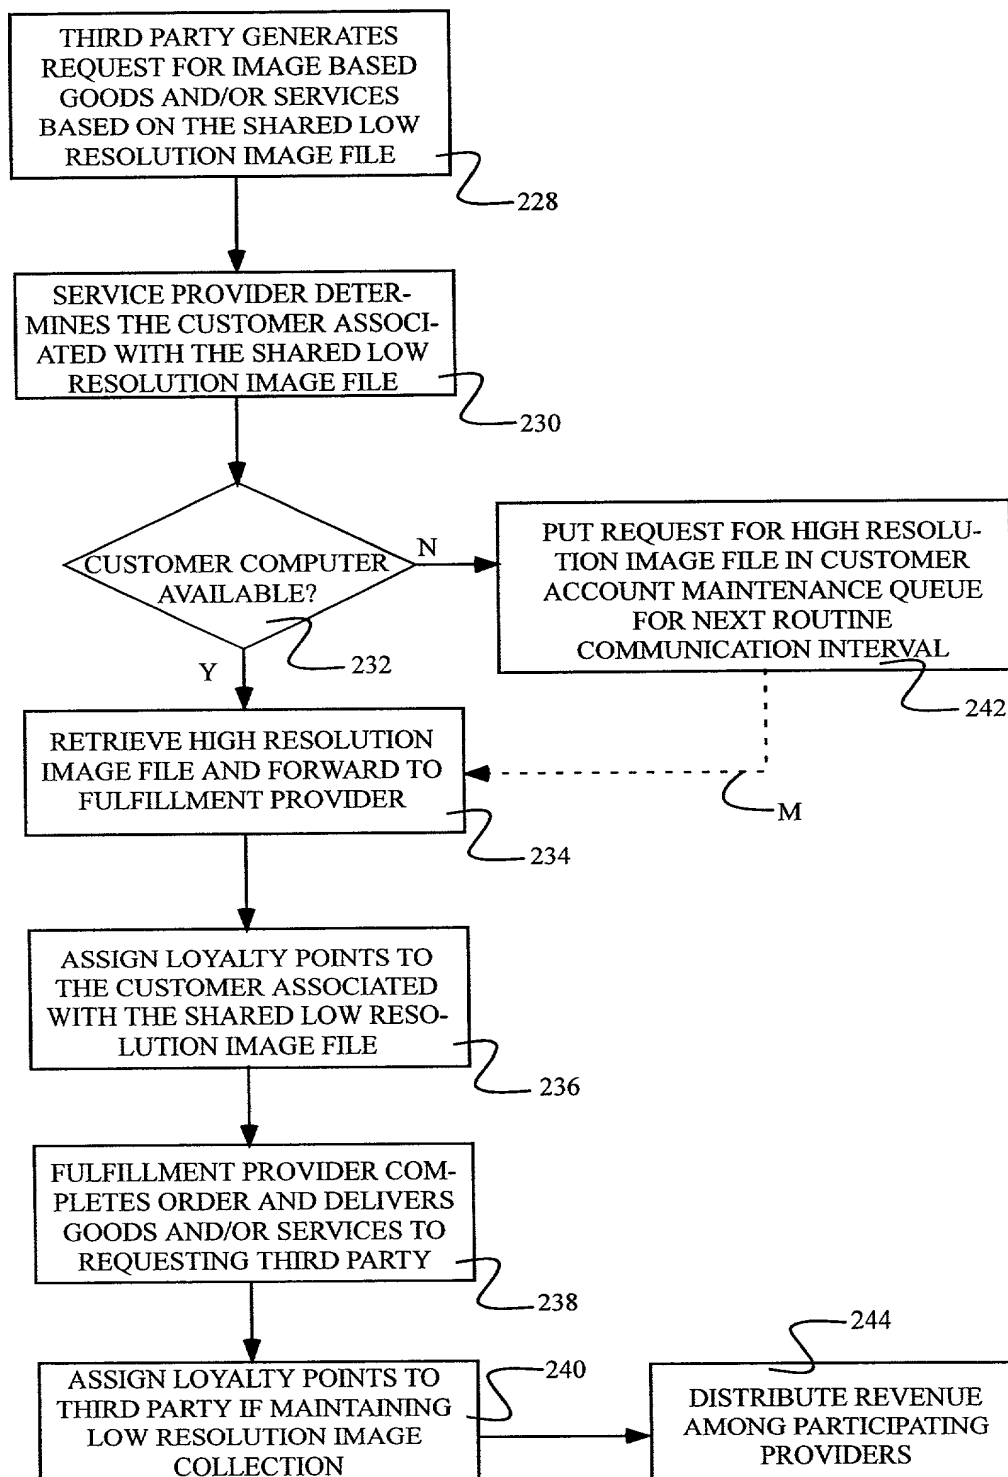 THIRD PARTY GENERATES
REQUEST FOR IMAGE BASED
GOODS AND/OR SERVICES
BASED ON THE SHARED LOW
RESOLUTION IMAGE FILE
228
SERVICE PROVIDER DETER-
MINES THE CUSTOMER ASSOCI-
ATED WITH THE SHARED LOW
RESOLUTION IMAGE FILE
230
CUSTOMER COMPUTER
AVAILABLE?
N
232
Y
PUT REQUEST FOR HIGH RESOLU-
TION IMAGE FILE IN CUSTOMER
ACCOUNT MAINTENANCE QUEUE
FOR NEXT ROUTINE
COMMUNICATION INTERVAL
242
RETRIEVE HIGH RESOLUTION
IMAGE FILE AND FORWARD TO
FULFILLMENT PROVIDER
234
M
ASSIGN LOYALTY POINTS TO
THE CUSTOMER ASSOCIATED
WITH THE SHARED LOW RESO-
LUTION IMAGE FILE
236
FULFILLMENT PROVIDER COM-
PLETES ORDER AND DELIVERS
GOODS AND/OR SERVICES TO
REQUESTING THIRD PARTY
238
ASSIGN LOYALTY POINTS TO
THIRD PARTY IF MAINTAINING
LOW RESOLUTION IMAGE
COLLECTION
240
244
DISTRIBUTE REVENUE
AMONG PARTICIPATING
PROVIDERS